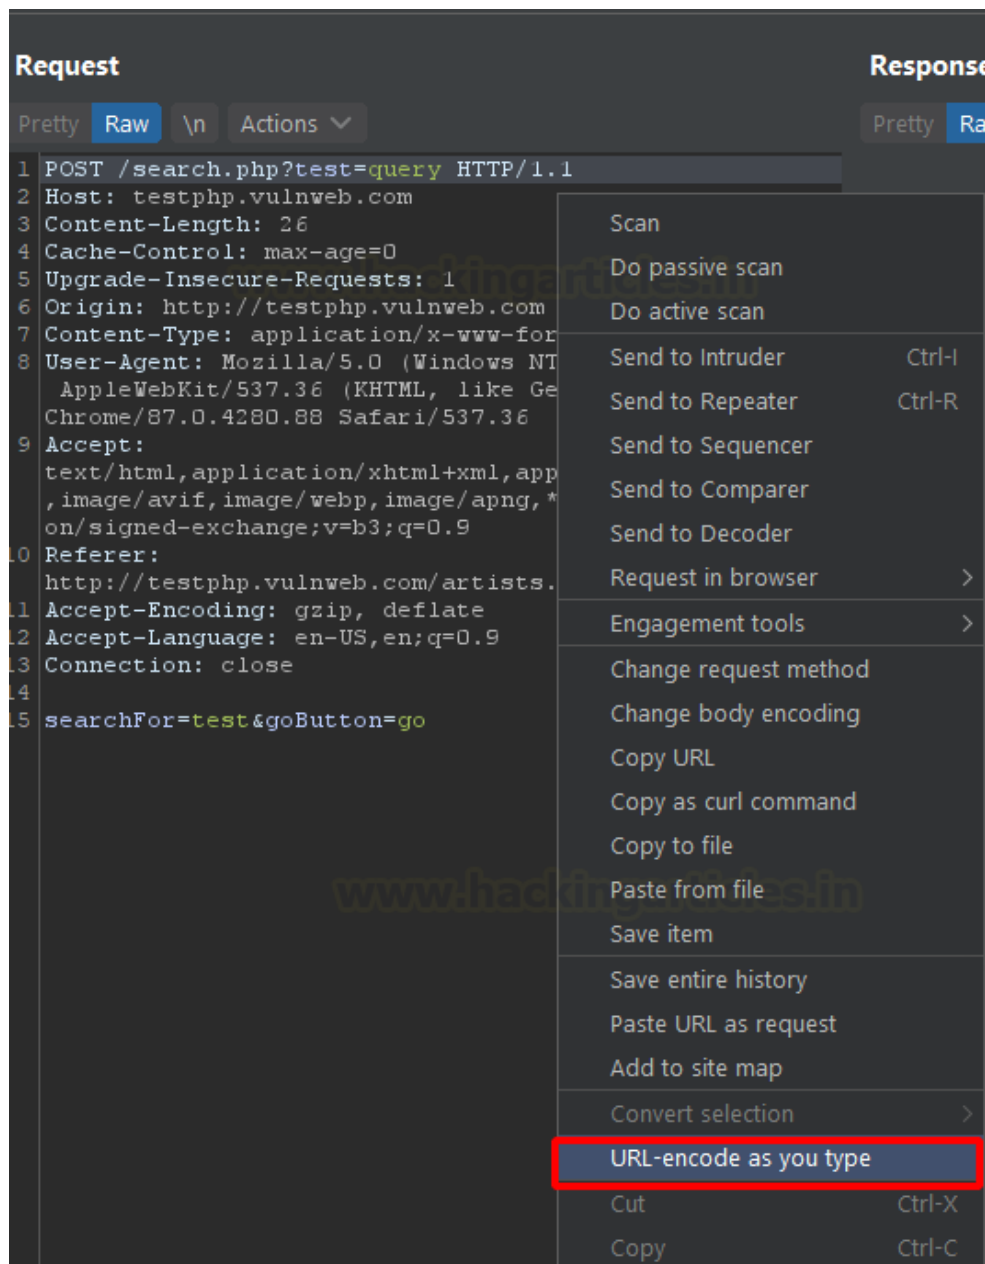 Request
Response
Pretty Raw \n Actions
Pretty Ra
1 POST /search.php?test=query HTTP/1.1
2 Host: testphp.vulnweb.com
3 Content-Length: 26
4 Cache-Control: max-age=0
5 Upgrade-Insecure-Requests: 1
6 Origin: http://testphp.vulnweb.com
7 Content-Type: application/x-www-for
8 User-Agent: Mozilla/5.0 (Windows NT
AppleWebKit/537.36 (KHTML, like Ge
Chrome/87.0.4280.88 Safari/537.36
9 Accept:
text/html,application/xhtml+xml,app
,image/avif,image/webp,image/apng,*
on/signed-exchange;v=b3;q=0.9
10 Referer:
http://testphp.vulnweb.com/artists.
11 Accept-Encoding: gzip, deflate
12 Accept-Language: en-US,en;q=0.9
13 Connection: close
14
15 searchFor=test&goButton=go
Scan
Do passive scan
Do active scan
Send to Intruder Ctrl-I
Send to Repeater Ctrl-R
Send to Sequencer
Send to Comparer
Send to Decoder
Request in browser
Engagement tools
Change request method
Change body encoding
Copy URL
Copy as curl command
Copy to file
Paste from file
Save item
Save entire history
Paste URL as request
Add to site map
Convert selection
URL-encode as you type
Cut Ctrl-X
Copy Ctrl-C
www.hackingarticles.in
www.hackingarticles.in